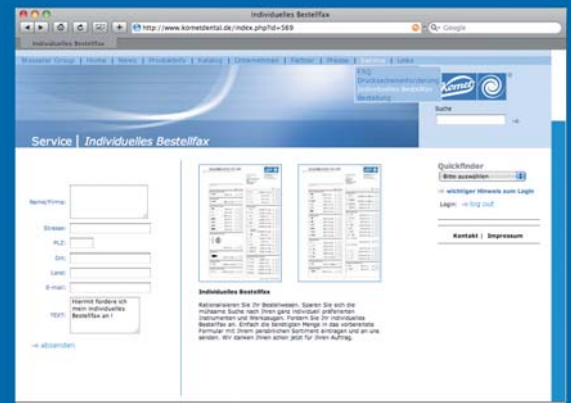 Individuelles Bestellfax
http://www.kometdental.de/index.php?id=569
Google
Individuelles Bestellfax
Brasseler Group | Home | News | Produktinfo | Katalog | Unternehmen | Partner | Presse | Service | Links
FAQ
Drucksachenanforderung
Individuelles Bestellfax
Bestellung
Komet
Suche
Service | Individuelles Bestellfax
Quickfinder
Bitte auswählen
wichtiger Hinweis zum Login
Login: log out
Kontakt | Impressum
Name/Firma:
Strasse:
PLZ:
Ort:
Land:
E-mail:
TEXT:
Hiermit fordere ich
mein individuelles
Bestellfax an !
absenden
Individuelles Bestellfax
Rationalisieren Sie Ihr Bestellwesen. Sparen Sie sich die
mühsame Suche nach Ihren ganz individuell präferierten
Instrumenten und Werkzeugen. Fordern Sie Ihr individuelles
Bestellfax an. Einfach die benötigten Menge in das vorbereitete
Formular mit Ihrem persönlichen Sortiment eintragen und an uns
senden. Wir danken Ihnen schon jetzt für Ihren Auftrag.